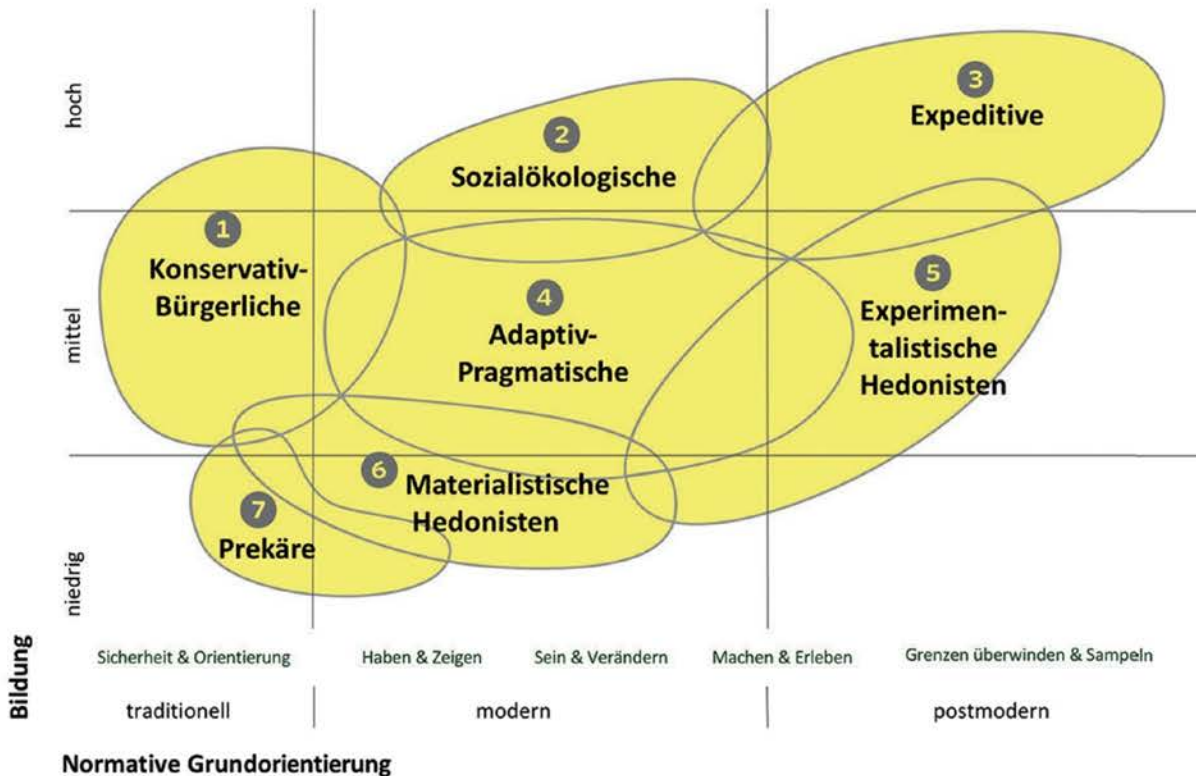 hoch
mittel
niedrig
Bildung
3
Expeditive
2
Sozialökologische
1
Konservativ-
Bürgerliche
4
Adaptiv-
Pragmatische
5
Experimen-
talistische
Hedonisten
6
Materialistische
Hedonisten
7
Prekäre
Sicherheit & Orientierung
Haben & Zeigen
Sein & Verändern
Machen & Erleben
Grenzen überwinden & Sampeln
traditionell
modern
postmodern
Normative Grundorientierung